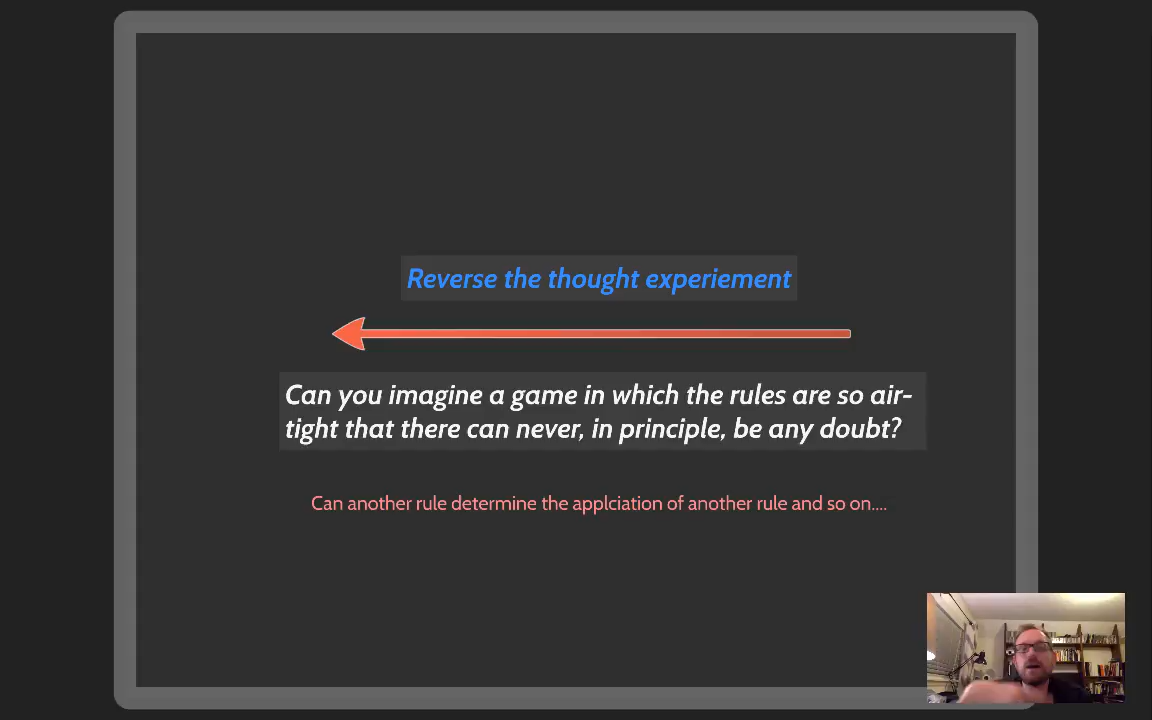 Reverse the thought experiement
Can you imagine a game in which the rules are so air-
tight that there can never, in principle, be any doubt?
Can another rule determine the applciation of another rule and so on....